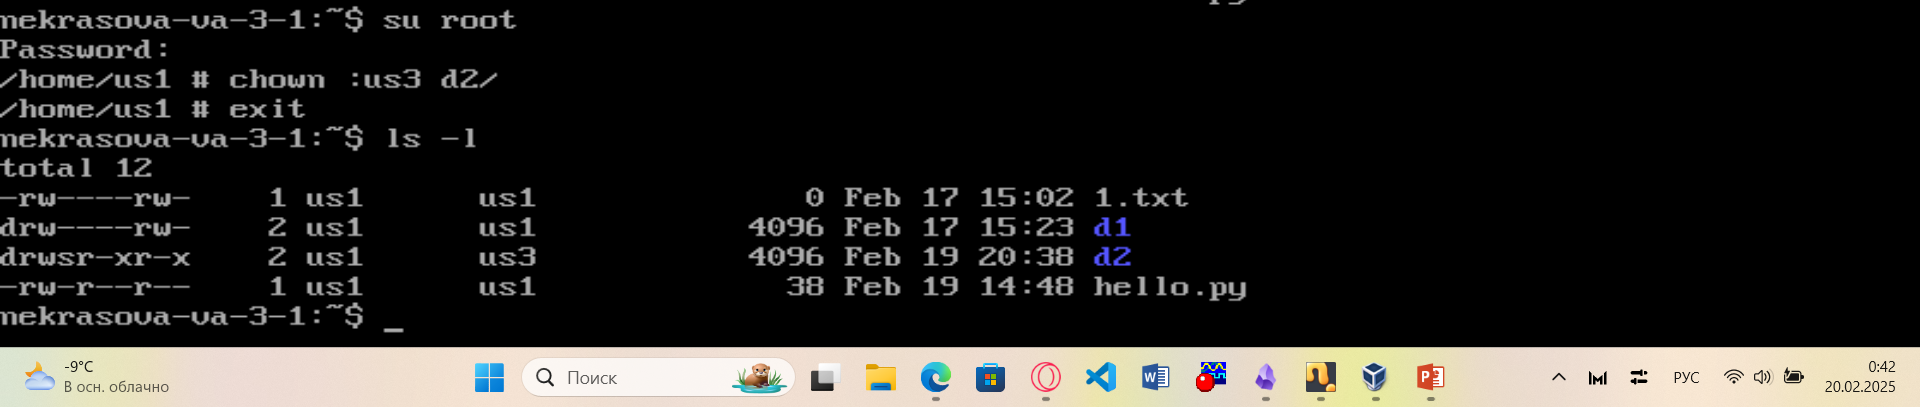 mekrasova-va-3-1:~$ su root
Password:
/home/us1 # chown :us3 d2/
/home/us1 # exit
mekrasova-va-3-1:~$ ls -l
total 12
-rw----rw-    1 us1      us1              0 Feb 17 15:02 1.txt
drw----rw-    2 us1      us1           4096 Feb 17 15:23 d1
drwsr-xr-x    2 us1      us3           4096 Feb 19 20:38 d2
-rw-r--r--    1 us1      us1             38 Feb 19 14:48 hello.py
mekrasova-va-3-1:~$ _
-9°C
В осн. облачно
Поиск
РУС
0:42
20.02.2025